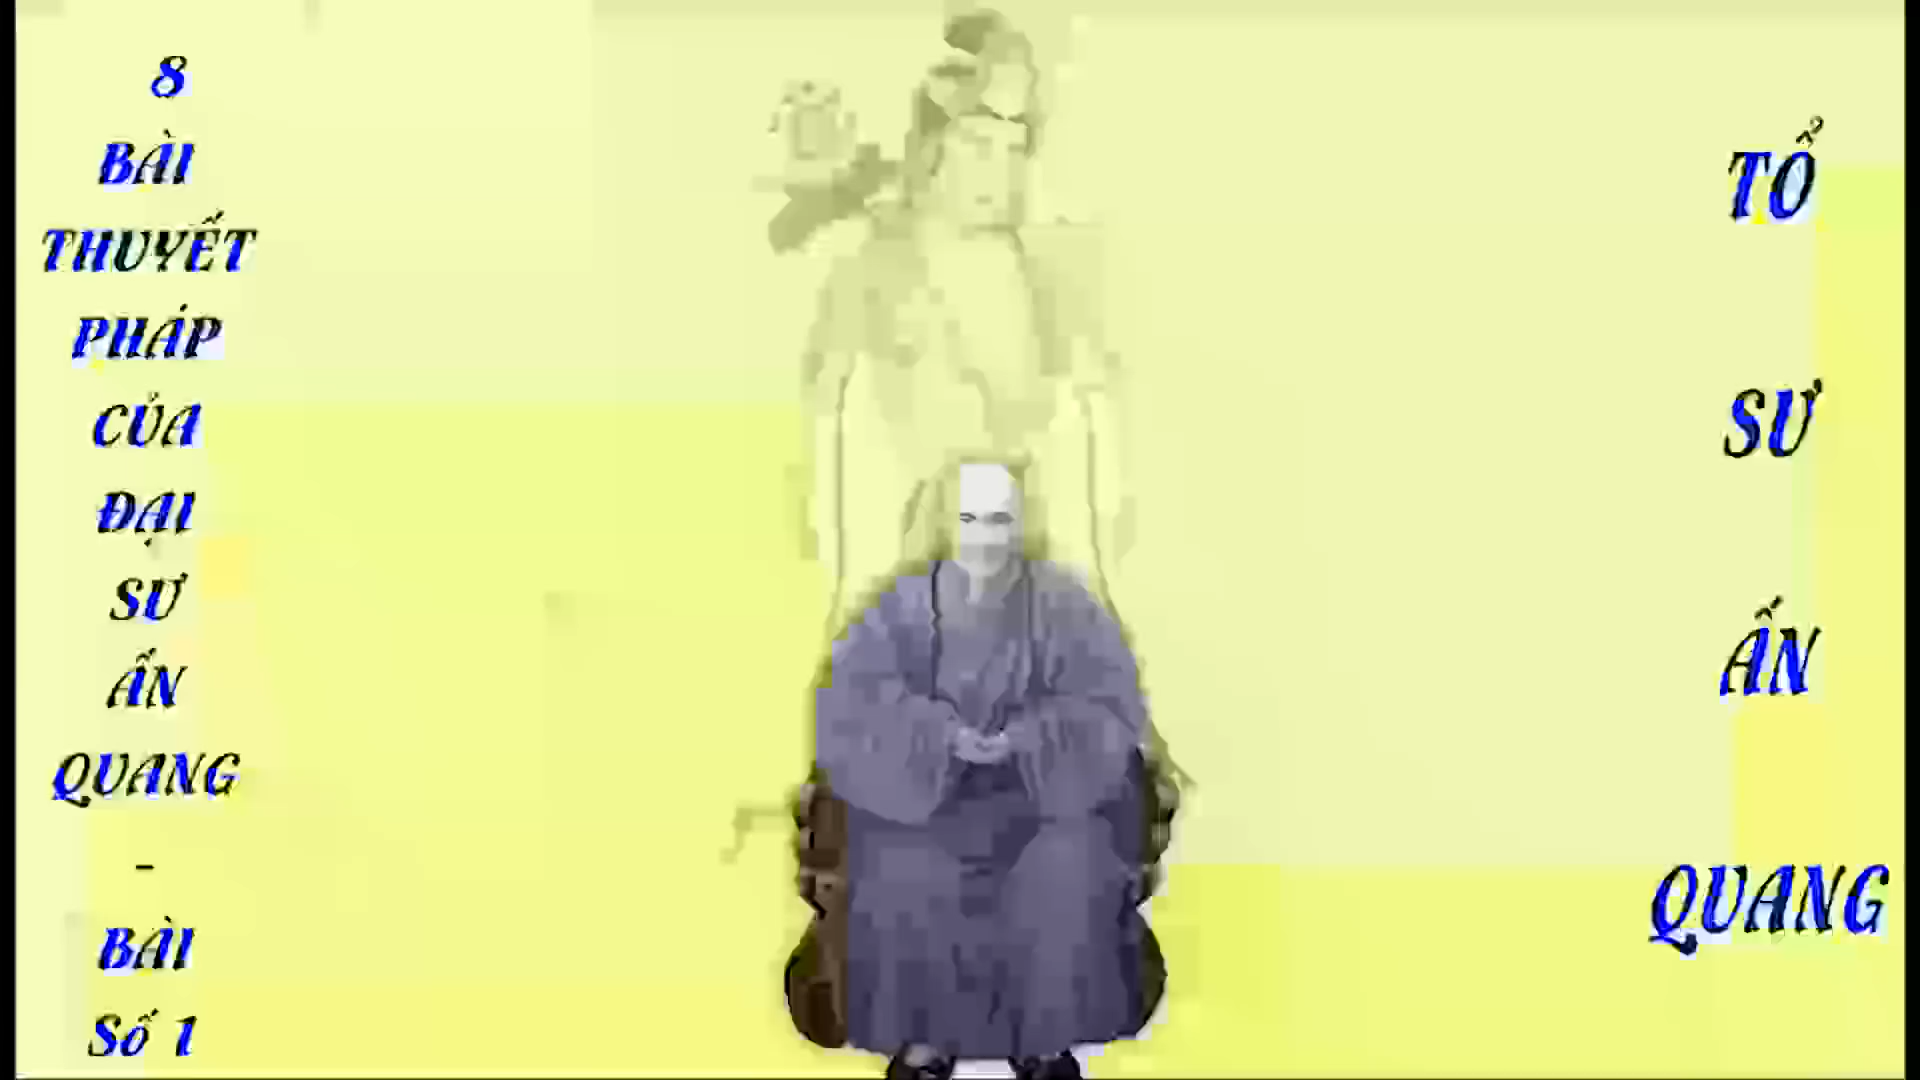 8
BÀI
THUYẾT
PHÁP
CỦA
ĐẠI
SƯ
ẤN
QUANG
-
BÀI
Số 1
TỔ
SƯ
ẤN
QUANG